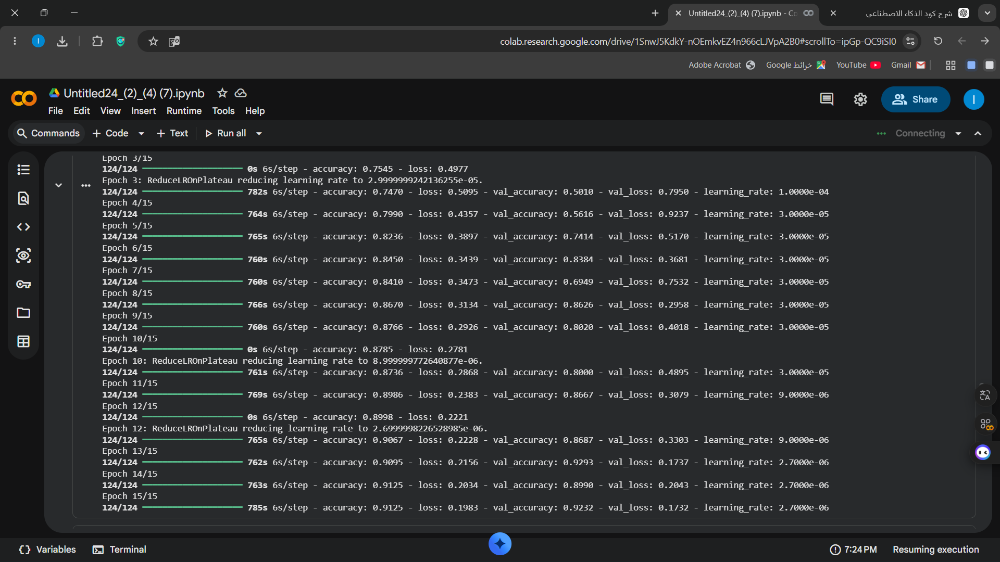 Untitled24_(2)_(4) (7).ipynb - Co
شرح كود الذكاء الاصطناعي
colab.research.google.com/drive/1SnwJ5KdkY-nOEmkvEZ4n966cLJVpA2B0#scrollTo=ipGp-QC9iSI0
Adobe Acrobat
خرائط Google
YouTube
Gmail
Untitled24_(2)_(4) (7).ipynb
File Edit View Insert Runtime Tools Help
Share
I
Commands + Code + Text Run all
Connecting
Epoch 3/15
124/124 0s 6s/step - accuracy: 0.7545 - loss: 0.4977
Epoch 3: ReduceLROnPlateau reducing learning rate to 2.9999999242136255e-05.
124/124 782s 6s/step - accuracy: 0.7470 - loss: 0.5095 - val_accuracy: 0.5010 - val_loss: 0.7950 - learning_rate: 1.0000e-04
Epoch 4/15
124/124 764s 6s/step - accuracy: 0.7990 - loss: 0.4357 - val_accuracy: 0.5616 - val_loss: 0.9237 - learning_rate: 3.0000e-05
Epoch 5/15
124/124 765s 6s/step - accuracy: 0.8236 - loss: 0.3897 - val_accuracy: 0.7414 - val_loss: 0.5170 - learning_rate: 3.0000e-05
Epoch 6/15
124/124 760s 6s/step - accuracy: 0.8450 - loss: 0.3439 - val_accuracy: 0.8384 - val_loss: 0.3681 - learning_rate: 3.0000e-05
Epoch 7/15
124/124 760s 6s/step - accuracy: 0.8410 - loss: 0.3473 - val_accuracy: 0.6949 - val_loss: 0.7532 - learning_rate: 3.0000e-05
Epoch 8/15
124/124 766s 6s/step - accuracy: 0.8670 - loss: 0.3134 - val_accuracy: 0.8626 - val_loss: 0.2958 - learning_rate: 3.0000e-05
Epoch 9/15
124/124 760s 6s/step - accuracy: 0.8766 - loss: 0.2926 - val_accuracy: 0.8020 - val_loss: 0.4018 - learning_rate: 3.0000e-05
Epoch 10/15
124/124 0s 6s/step - accuracy: 0.8785 - loss: 0.2781
Epoch 10: ReduceLROnPlateau reducing learning rate to 8.999999772640877e-06.
124/124 761s 6s/step - accuracy: 0.8736 - loss: 0.2868 - val_accuracy: 0.8000 - val_loss: 0.4895 - learning_rate: 3.0000e-05
Epoch 11/15
124/124 769s 6s/step - accuracy: 0.8986 - loss: 0.2383 - val_accuracy: 0.8667 - val_loss: 0.3079 - learning_rate: 9.0000e-06
Epoch 12/15
124/124 0s 6s/step - accuracy: 0.8998 - loss: 0.2221
Epoch 12: ReduceLROnPlateau reducing learning rate to 2.6999998226528985e-06.
124/124 765s 6s/step - accuracy: 0.9067 - loss: 0.2228 - val_accuracy: 0.8687 - val_loss: 0.3303 - learning_rate: 9.0000e-06
Epoch 13/15
124/124 762s 6s/step - accuracy: 0.9095 - loss: 0.2156 - val_accuracy: 0.9293 - val_loss: 0.1737 - learning_rate: 2.7000e-06
Epoch 14/15
124/124 763s 6s/step - accuracy: 0.9125 - loss: 0.2034 - val_accuracy: 0.8990 - val_loss: 0.2043 - learning_rate: 2.7000e-06
Epoch 15/15
124/124 785s 6s/step - accuracy: 0.9125 - loss: 0.1983 - val_accuracy: 0.9232 - val_loss: 0.1732 - learning_rate: 2.7000e-06
Variables Terminal
7:24 PM Resuming execution